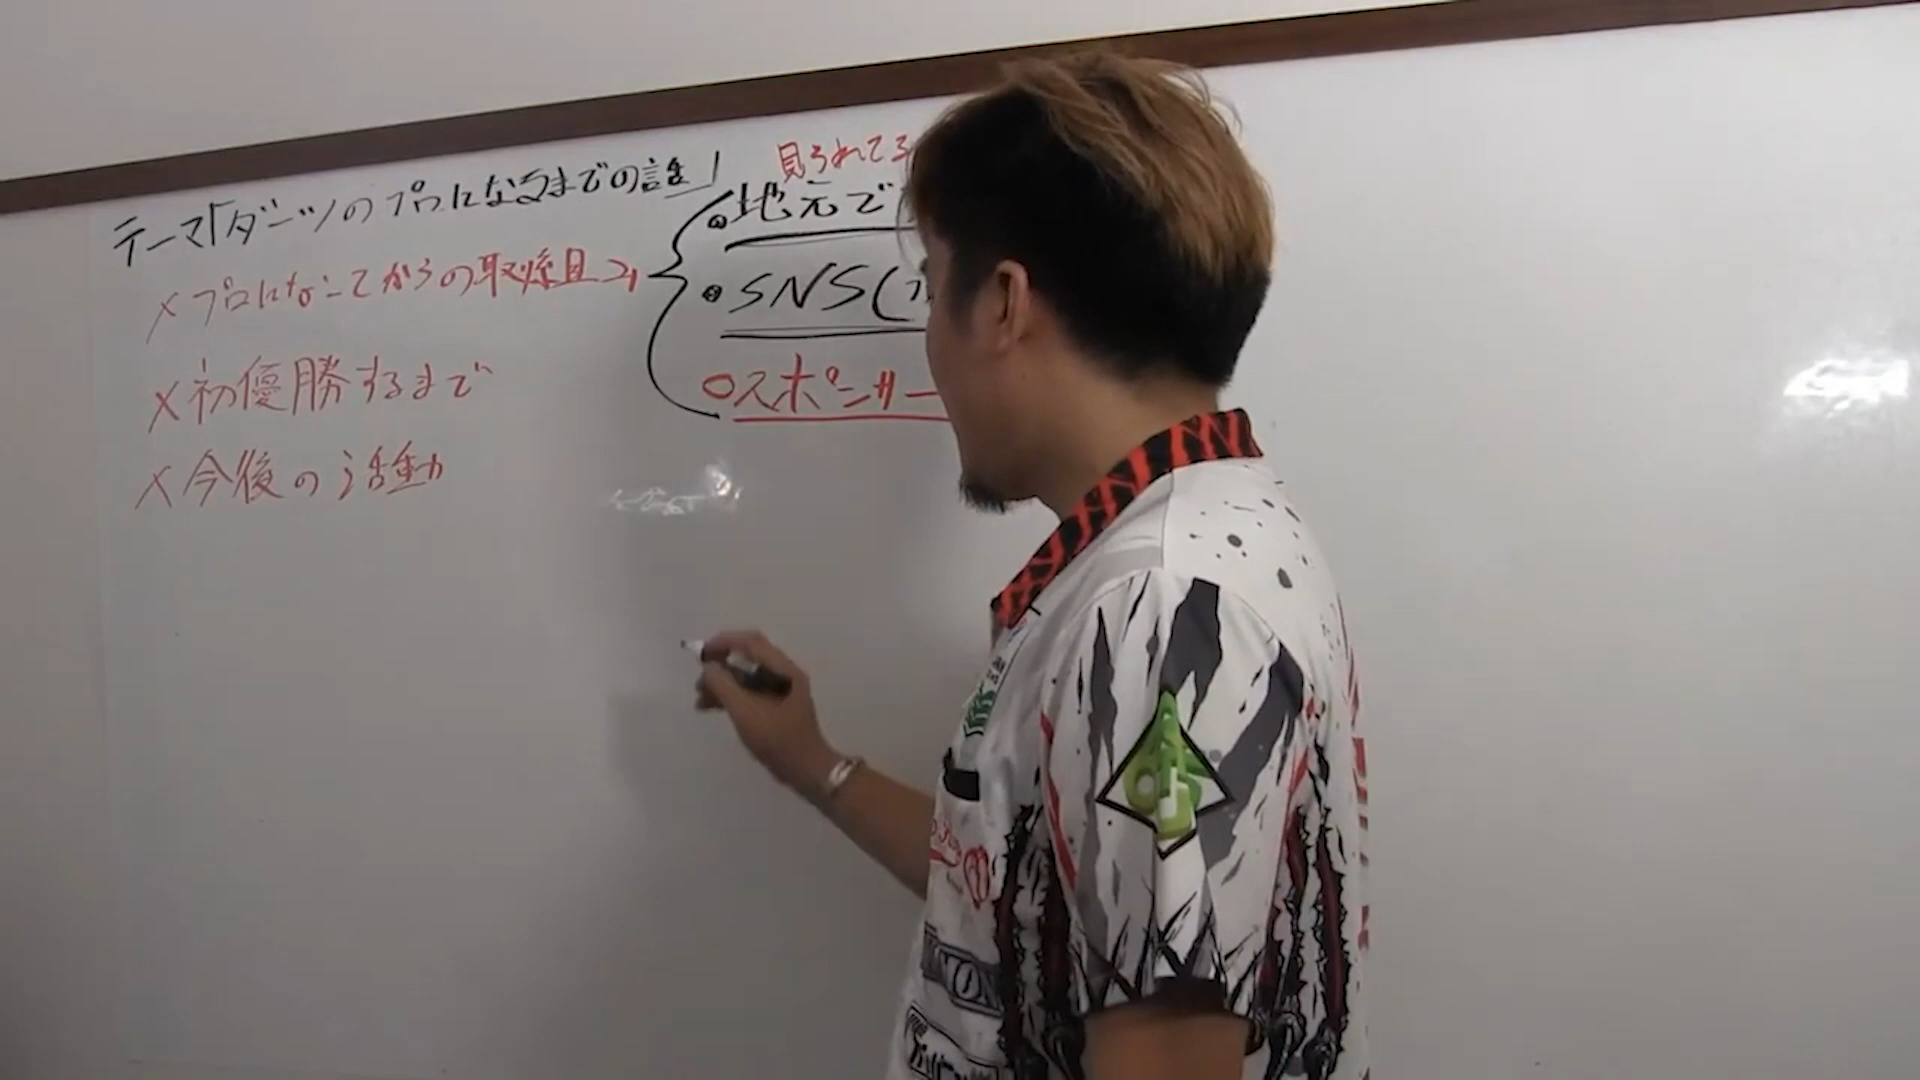 テーマ「ダーツのプロになるまでの話」
×プロになってからの取り組み
×初優勝するまで
×今後の活動
見られてる
地元で
SNS(
スポンサー